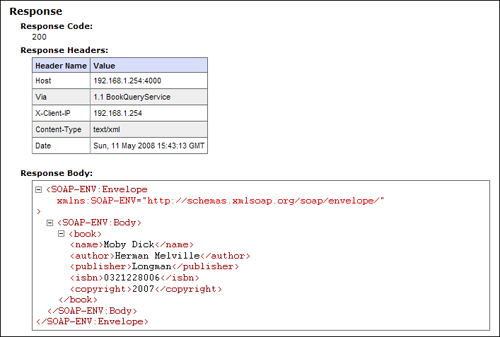 Response
Response Code:
200
Response Headers:
Header Name Value
Host 192.168.1.254:4000
Via 1.1 BookQueryService
X-Client-IP 192.168.1.254
Content-Type text/xml
Date Sun, 11 May 2008 15:43:13 GMT
Response Body:
<SOAP-ENV:Envelope
xmlns:SOAP-ENV="http://schemas.xmlsoap.org/soap/envelope/"
>
<SOAP-ENV:Body>
<book>
<name>Moby Dick</name>
<author>Herman Melville</author>
<publisher>Longman</publisher>
<isbn>0321228006</isbn>
<copyright>2007</copyright>
</book>
</SOAP-ENV:Body>
</SOAP-ENV:Envelope>